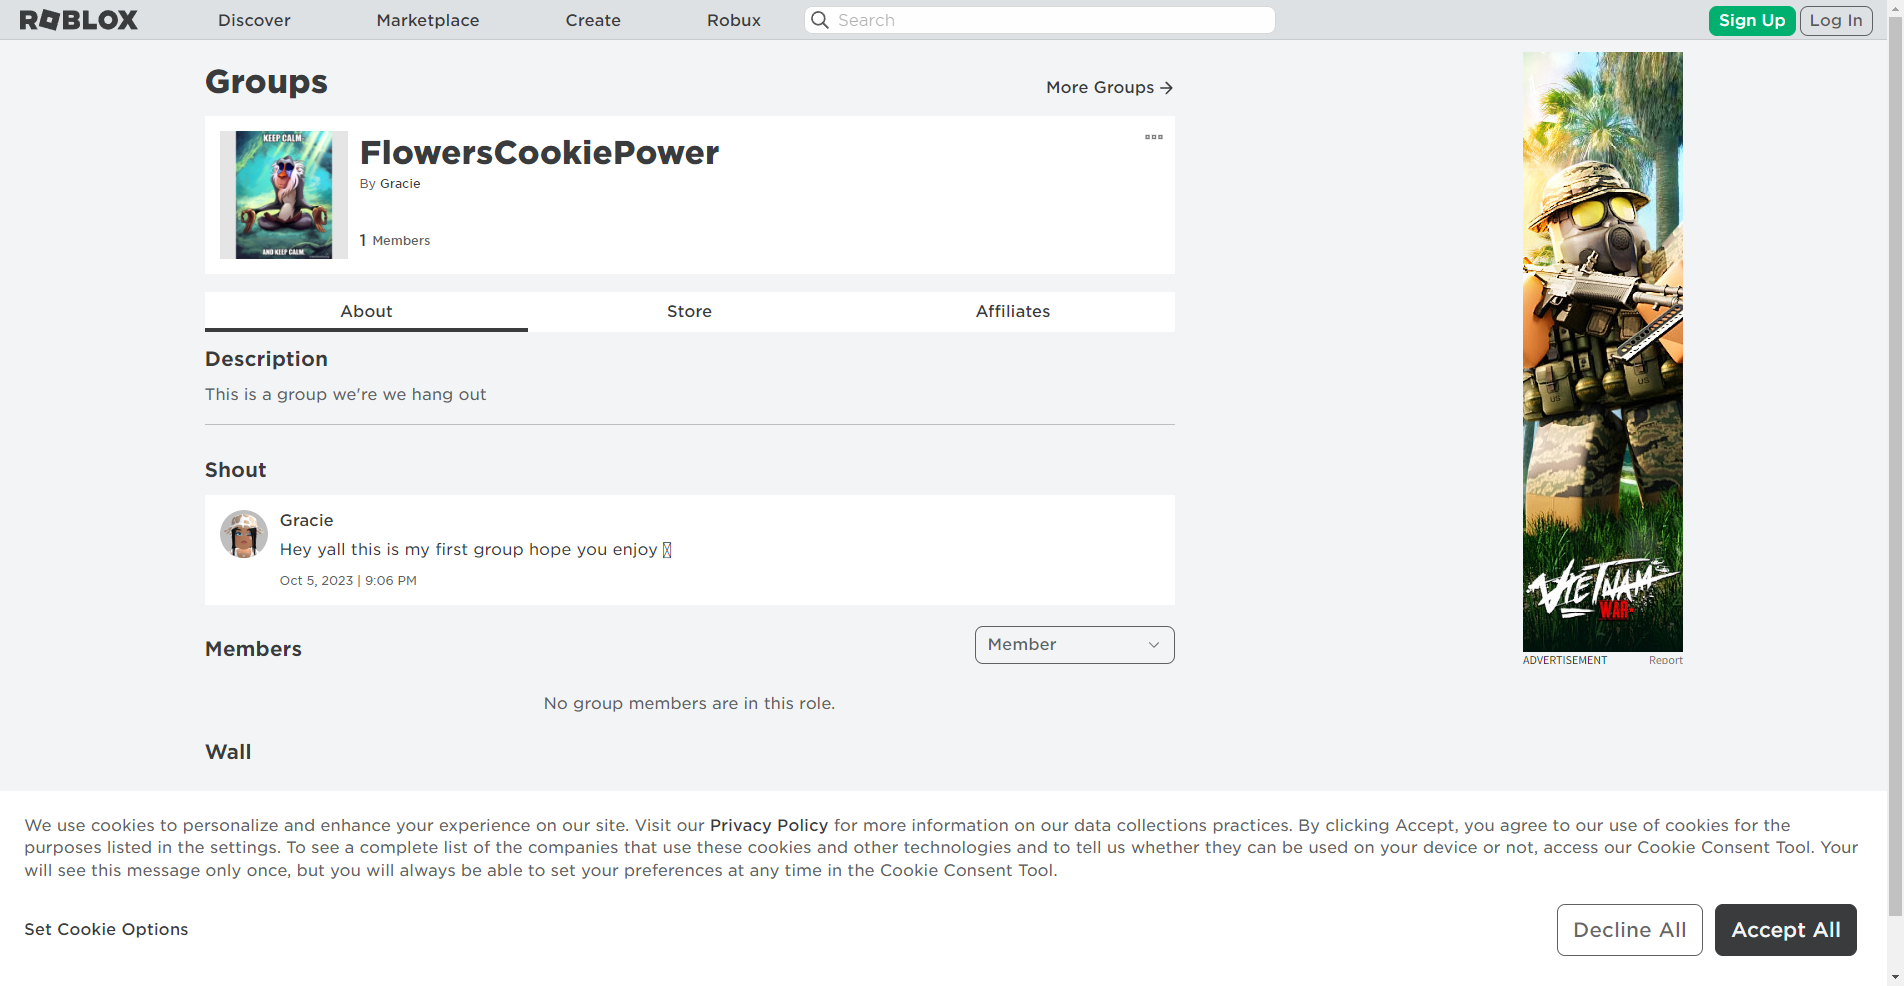 ROBLOX
Discover
Marketplace
Create
Robux
Search
Sign Up
Log In
Groups
More Groups
KEEP CALM
AND KEEP CALM
FlowersCookiePower
By Gracie
1 Members
About
Store
Affiliates
Description
This is a group we're we hang out
Shout
Gracie
Hey yall this is my first group hope you enjoy
Oct 5, 2023 | 9:06 PM
Members
Member
No group members are in this role.
Wall
US
US
VIETNAM
WAR
ADVERTISEMENT
Report
We use cookies to personalize and enhance your experience on our site. Visit our Privacy Policy for more information on our data collections practices. By clicking Accept, you agree to our use of cookies for the
purposes listed in the settings. To see a complete list of the companies that use these cookies and other technologies and to tell us whether they can be used on your device or not, access our Cookie Consent Tool. Your
will see this message only once, but you will always be able to set your preferences at any time in the Cookie Consent Tool.
Set Cookie Options
Decline All
Accept All